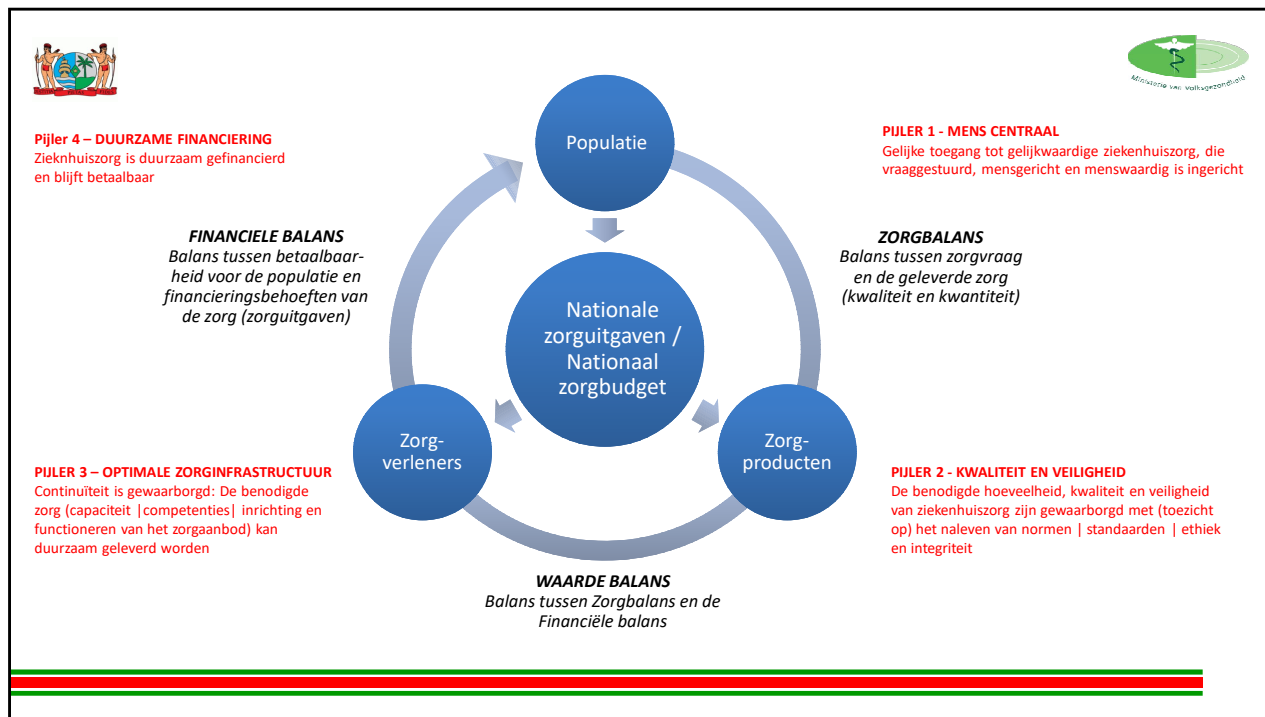 Ministerie van Volksgezondheid
Pijler 4 – DUURZAME FINANCIERING
Zieknhuiszorg is duurzaam gefinancierd
en blijft betaalbaar
Populatie
PIJLER 1 - MENS CENTRAAL
Gelijke toegang tot gelijkwaardige ziekenhuiszorg, die
vraaggestuurd, mensgericht en menswaardig is ingericht
FINANCIELE BALANS
Balans tussen betaalbaar-
heid voor de populatie en
financieringsbehoeften van
de zorg (zorguitgaven)
ZORGBALANS
Balans tussen zorgvraag
en de geleverde zorg
(kwaliteit en kwantiteit)
Nationale
zorguitgaven /
Nationaal
zorgbudget
Zorg-
verleners
Zorg-
producten
PIJLER 3 – OPTIMALE ZORGINFRASTRUCTUUR
Continuïteit is gewaarborgd: De benodigde
zorg (capaciteit |competenties| inrichting en
functioneren van het zorgaanbod) kan
duurzaam geleverd worden
PIJLER 2 - KWALITEIT EN VEILIGHEID
De benodigde hoeveelheid, kwaliteit en veiligheid
van ziekenhuiszorg zijn gewaarborgd met (toezicht
op) het naleven van normen | standaarden | ethiek
en integriteit
WAARDE BALANS
Balans tussen Zorgbalans en de
Financiële balans